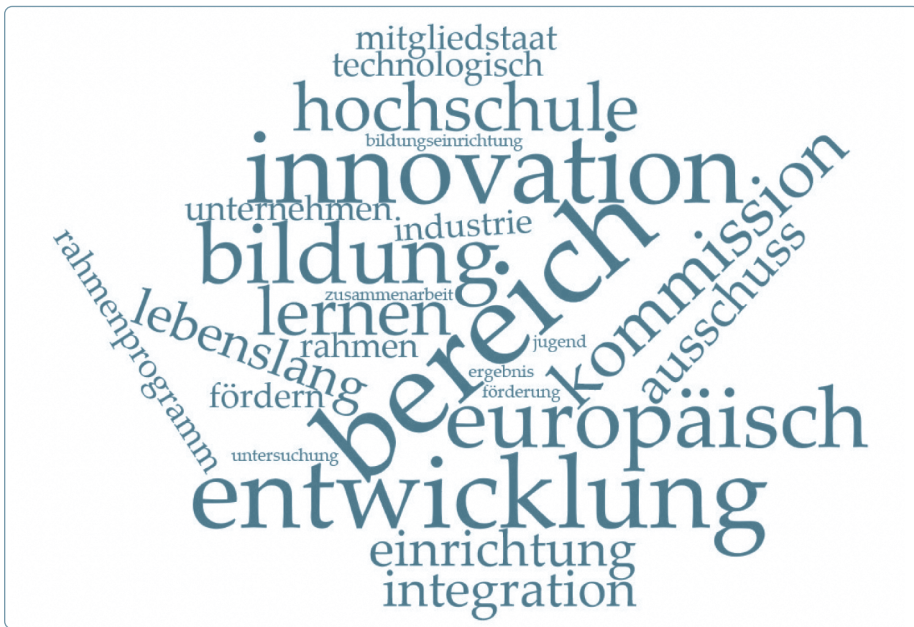 mitgliedstaat
technologisch
hochschule
bildungseinrichtung
innovation
unternehmen
industrie
kommission
bildung
bereich
ausschuss
rahmenprogramm
zusammenarbeit
lebenslang
lernen
rahmen
jugend
ergebnis
fördern
förderung
europäisch
untersuchung
entwicklung
einrichtung
integration